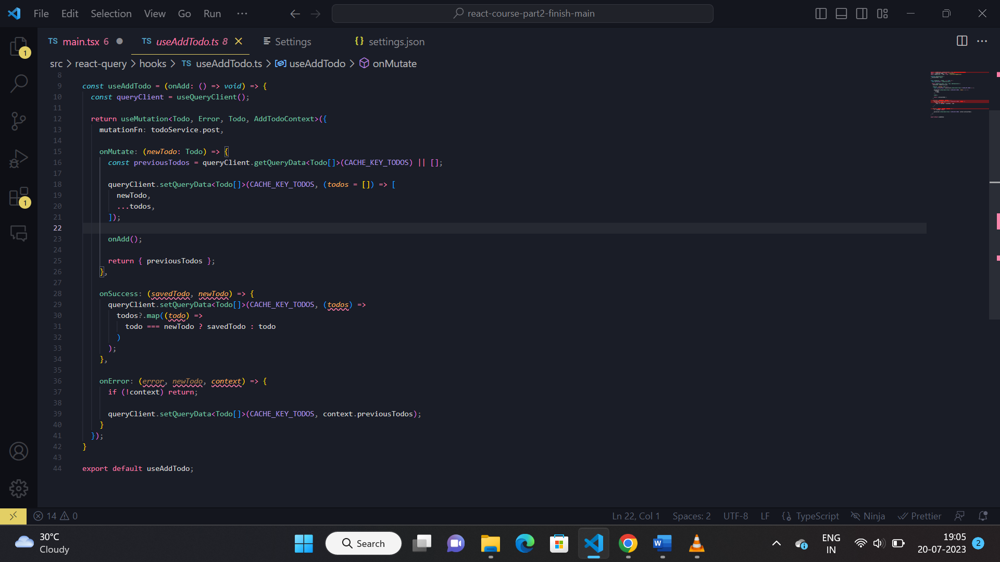 File Edit Selection View Go Run ···
react-course-part2-finish-main
TS main.tsx 6
TS useAddTodo.ts 8
Settings
{} settings.json
src > react-query > hooks > TS useAddTodo.ts > useAddTodo > onMutate
8
9 const useAddTodo = (onAdd: () => void) => {
10 const queryClient = useQueryClient();
11
12 return useMutation<Todo, Error, Todo, AddTodoContext>({
13 mutationFn: todoService.post,
14
15 onMutate: (newTodo: Todo) => {
16 const previousTodos = queryClient.getQueryData<Todo[]>(CACHE_KEY_TODOS) || [];
17
18 queryClient.setQueryData<Todo[]>(CACHE_KEY_TODOS, (todos = []) => [
19 newTodo,
20 ...todos,
21 ]);
22
23 onAdd();
24
25 return { previousTodos };
26 },
27
28 onSuccess: (savedTodo, newTodo) => {
29 queryClient.setQueryData<Todo[]>(CACHE_KEY_TODOS, (todos) =>
30 todos?.map((todo) =>
31 todo === newTodo ? savedTodo : todo
32 )
33 );
34 },
35
36 onError: (error, newTodo, context) => {
37 if (!context) return;
38
39 queryClient.setQueryData<Todo[]>(CACHE_KEY_TODOS, context.previousTodos);
40 }
41 });
42 }
43
44 export default useAddTodo;
1
1
14 0
Ln 22, Col 1 Spaces: 2 UTF-8 LF TypeScript Ninja Prettier
30°C
Cloudy
Search
W
ENG
IN
19:05
20-07-2023
2